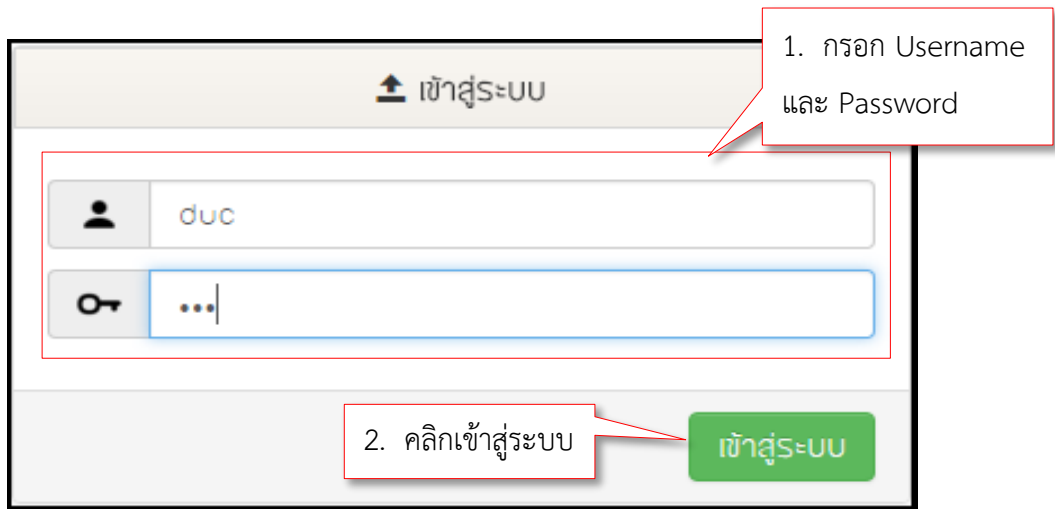 1. กรอก Username
และ Password
เข้าสู่ระบบ
duc
•••
2. คลิกเข้าสู่ระบบ
เข้าสู่ระบบ